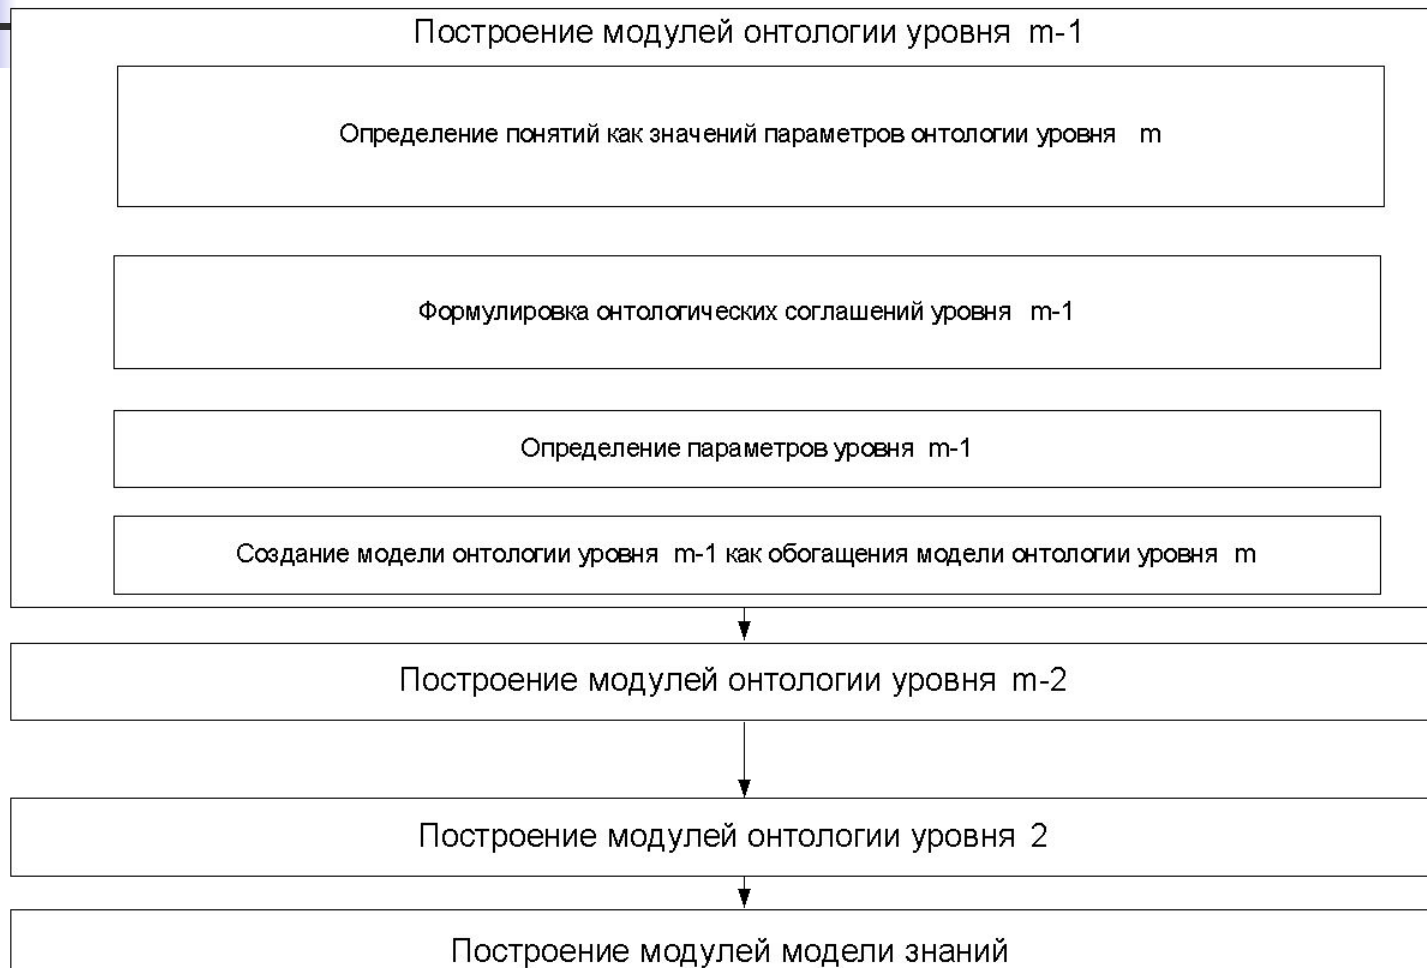 Построение модулей онтологии уровня m-1
Определение понятий как значений параметров онтологии уровня m
Формулировка онтологических соглашений уровня m-1
Определение параметров уровня m-1
Создание модели онтологии уровня m-1 как обогащения модели онтологии уровня m
Построение модулей онтологии уровня m-2
Построение модулей онтологии уровня 2
Построение модулей модели знаний